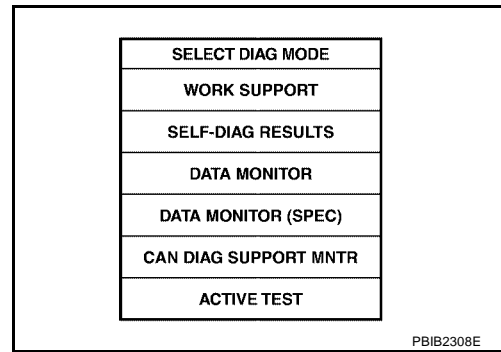 SELECT DIAG MODE
WORK SUPPORT
SELF-DIAG RESULTS
DATA MONITOR
DATA MONITOR (SPEC)
CAN DIAG SUPPORT MNTR
ACTIVE TEST
PBIB2308E